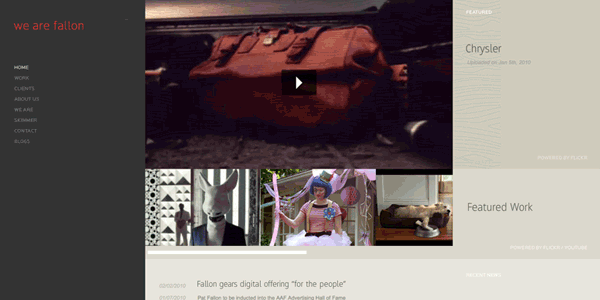 we are fallon
HOME
WORK
CLIENTS
ABOUT US
WE ARE
SKIMMER
CONTACT
BLOGS
FEATURED
Chrysler
Uploaded on Jan 5th, 2010
POWERED BY FLICKR
Featured Work
POWERED BY FLICKR / YOUTUBE
RECENT NEWS
Fallon gears digital offering "for the people"
Pat Fallon to be inducted into the AAF Advertising Hall of Fame